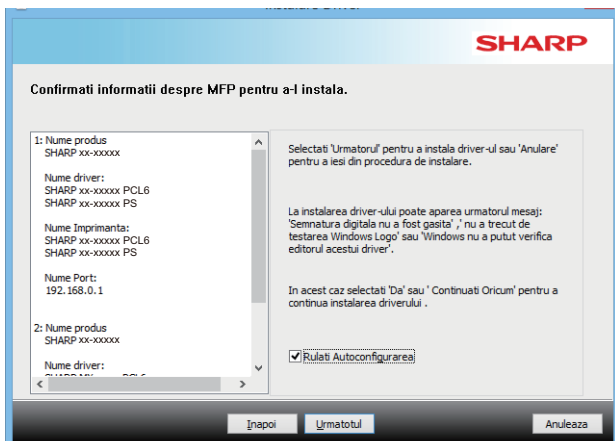 SHARP
Confirmati informatii despre MFP pentru a-l instala.
1: Nume produs
SHARP xx-xxxxx
Nume driver:
SHARP xx-xxxxx PCL6
SHARP xx-xxxxx PS
Nume Imprimanta:
SHARP xx-xxxxx PCL6
SHARP xx-xxxxx PS
Nume Port:
192.168.0.1
2: Nume produs
SHARP xx-xxxxx
Nume driver:
Selectati 'Urmatorul' pentru a instala driver-ul sau 'Anulare'
pentru a iesi din procedura de instalare.
La instalarea driver-ului poate aparea urmatorul mesaj:
'Semnatura digitala nu a fost gasita' ,' nu a trecut de
testarea Windows Logo' sau 'Windows nu a putut verifica
editorul acestui driver'.
In acest caz selectati 'Da' sau ' Continuati Oricum' pentru a
continua instalarea driverului .
Rulati Autoconfigurarea
Inapoi
Urmatotul
Anuleaza